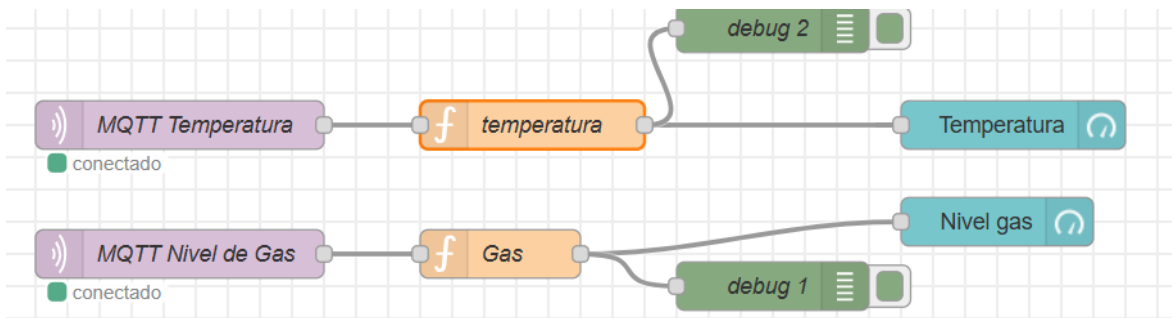 debug 2
MQTT Temperatura
temperatura
Temperatura
conectado
MQTT Nivel de Gas
Gas
Nivel gas
debug 1
conectado